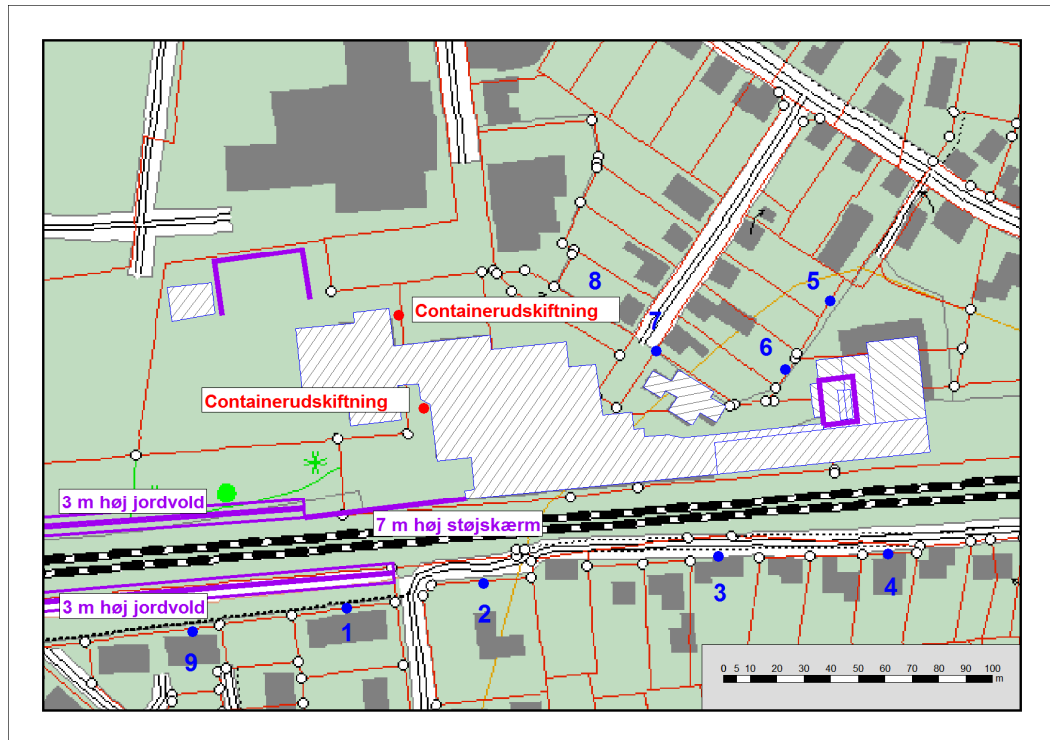 8
5
Containerudskiftning
7
6
Containerudskiftning
3 m høj jordvold
7 m høj støjskærm
3 m høj jordvold
1
2
3
4
9
0 5 10 20 30 40 50 60 70 80 90 100
m